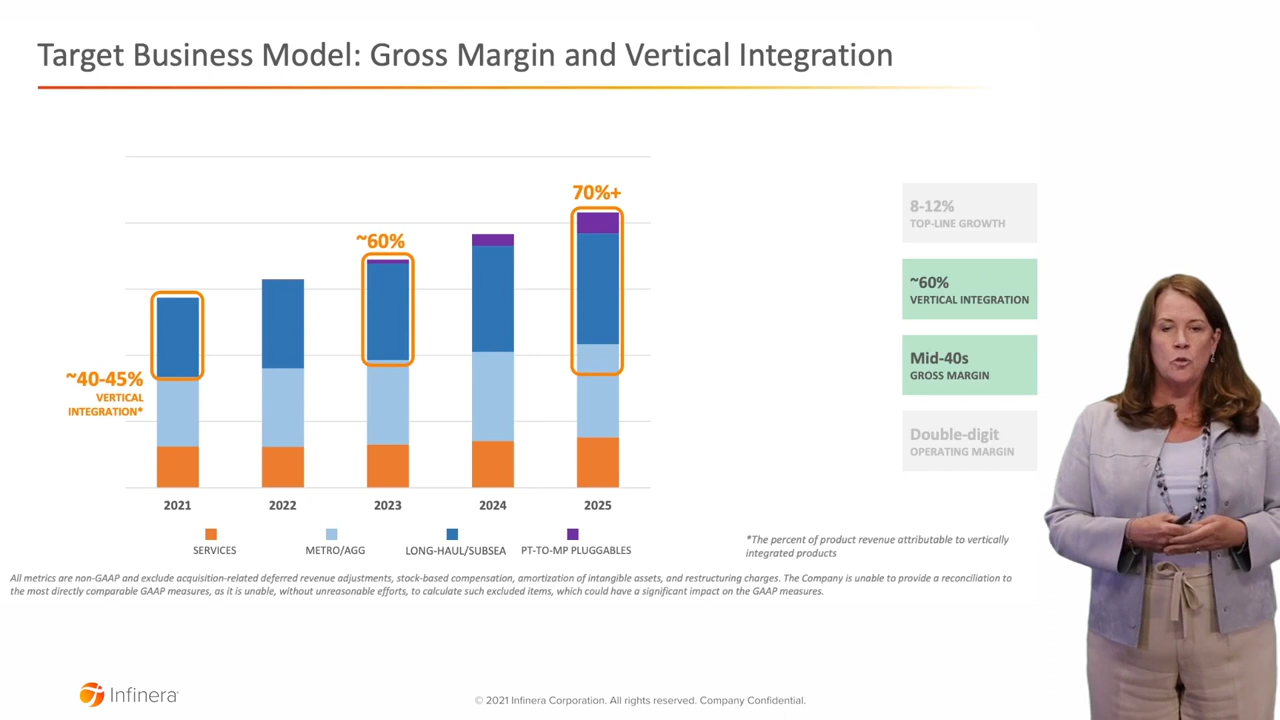 Target Business Model: Gross Margin and Vertical Integration
70%+
~60%
~40-45%
VERTICAL
INTEGRATION*
2021 2022 2023 2024 2025
SERVICES METRO/AGG LONG-HAUL/SUBSEA PT-TO-MP PLUGGABLES
8-12%
TOP-LINE GROWTH
~60%
VERTICAL INTEGRATION
Mid-40s
GROSS MARGIN
Double-digit
OPERATING MARGIN
*The percent of product revenue attributable to vertically
integrated products
All metrics are non-GAAP and exclude acquisition-related deferred revenue adjustments, stock-based compensation, amortization of intangible assets, and restructuring charges. The Company is unable to provide a reconciliation to
the most directly comparable GAAP measures, as it is unable, without unreasonable efforts, to calculate such excluded items, which could have a significant impact on the GAAP measures.
Infinera
© 2021 Infinera Corporation. All rights reserved. Company Confidential.